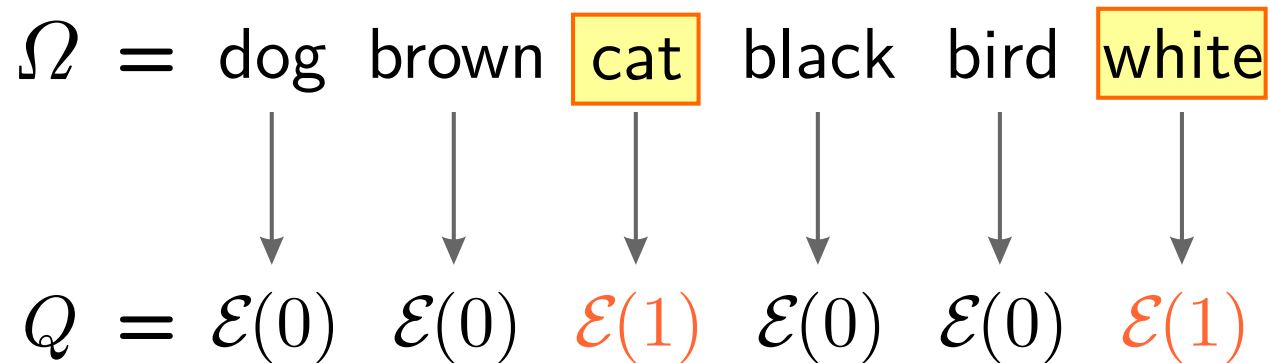 Ω = dog brown cat black bird white
Q = ℰ(0) ℰ(0) ℰ(1) ℰ(0) ℰ(0) ℰ(1)